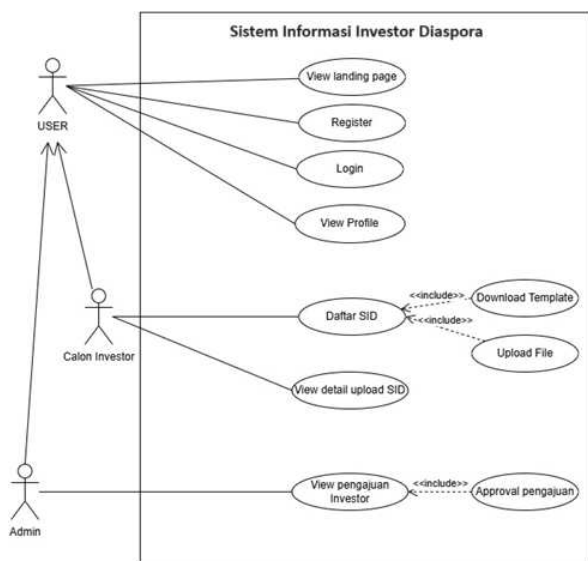 Sistem Informasi Investor Diaspora
View landing page
USER
Register
Login
View Profile
Calon Investor
Daftar SID
<<include>>
Download Template
<<include>>
Upload File
View detail upload SID
Admin
View pengajuan
Investor
<<include>>
Approval pengajuan